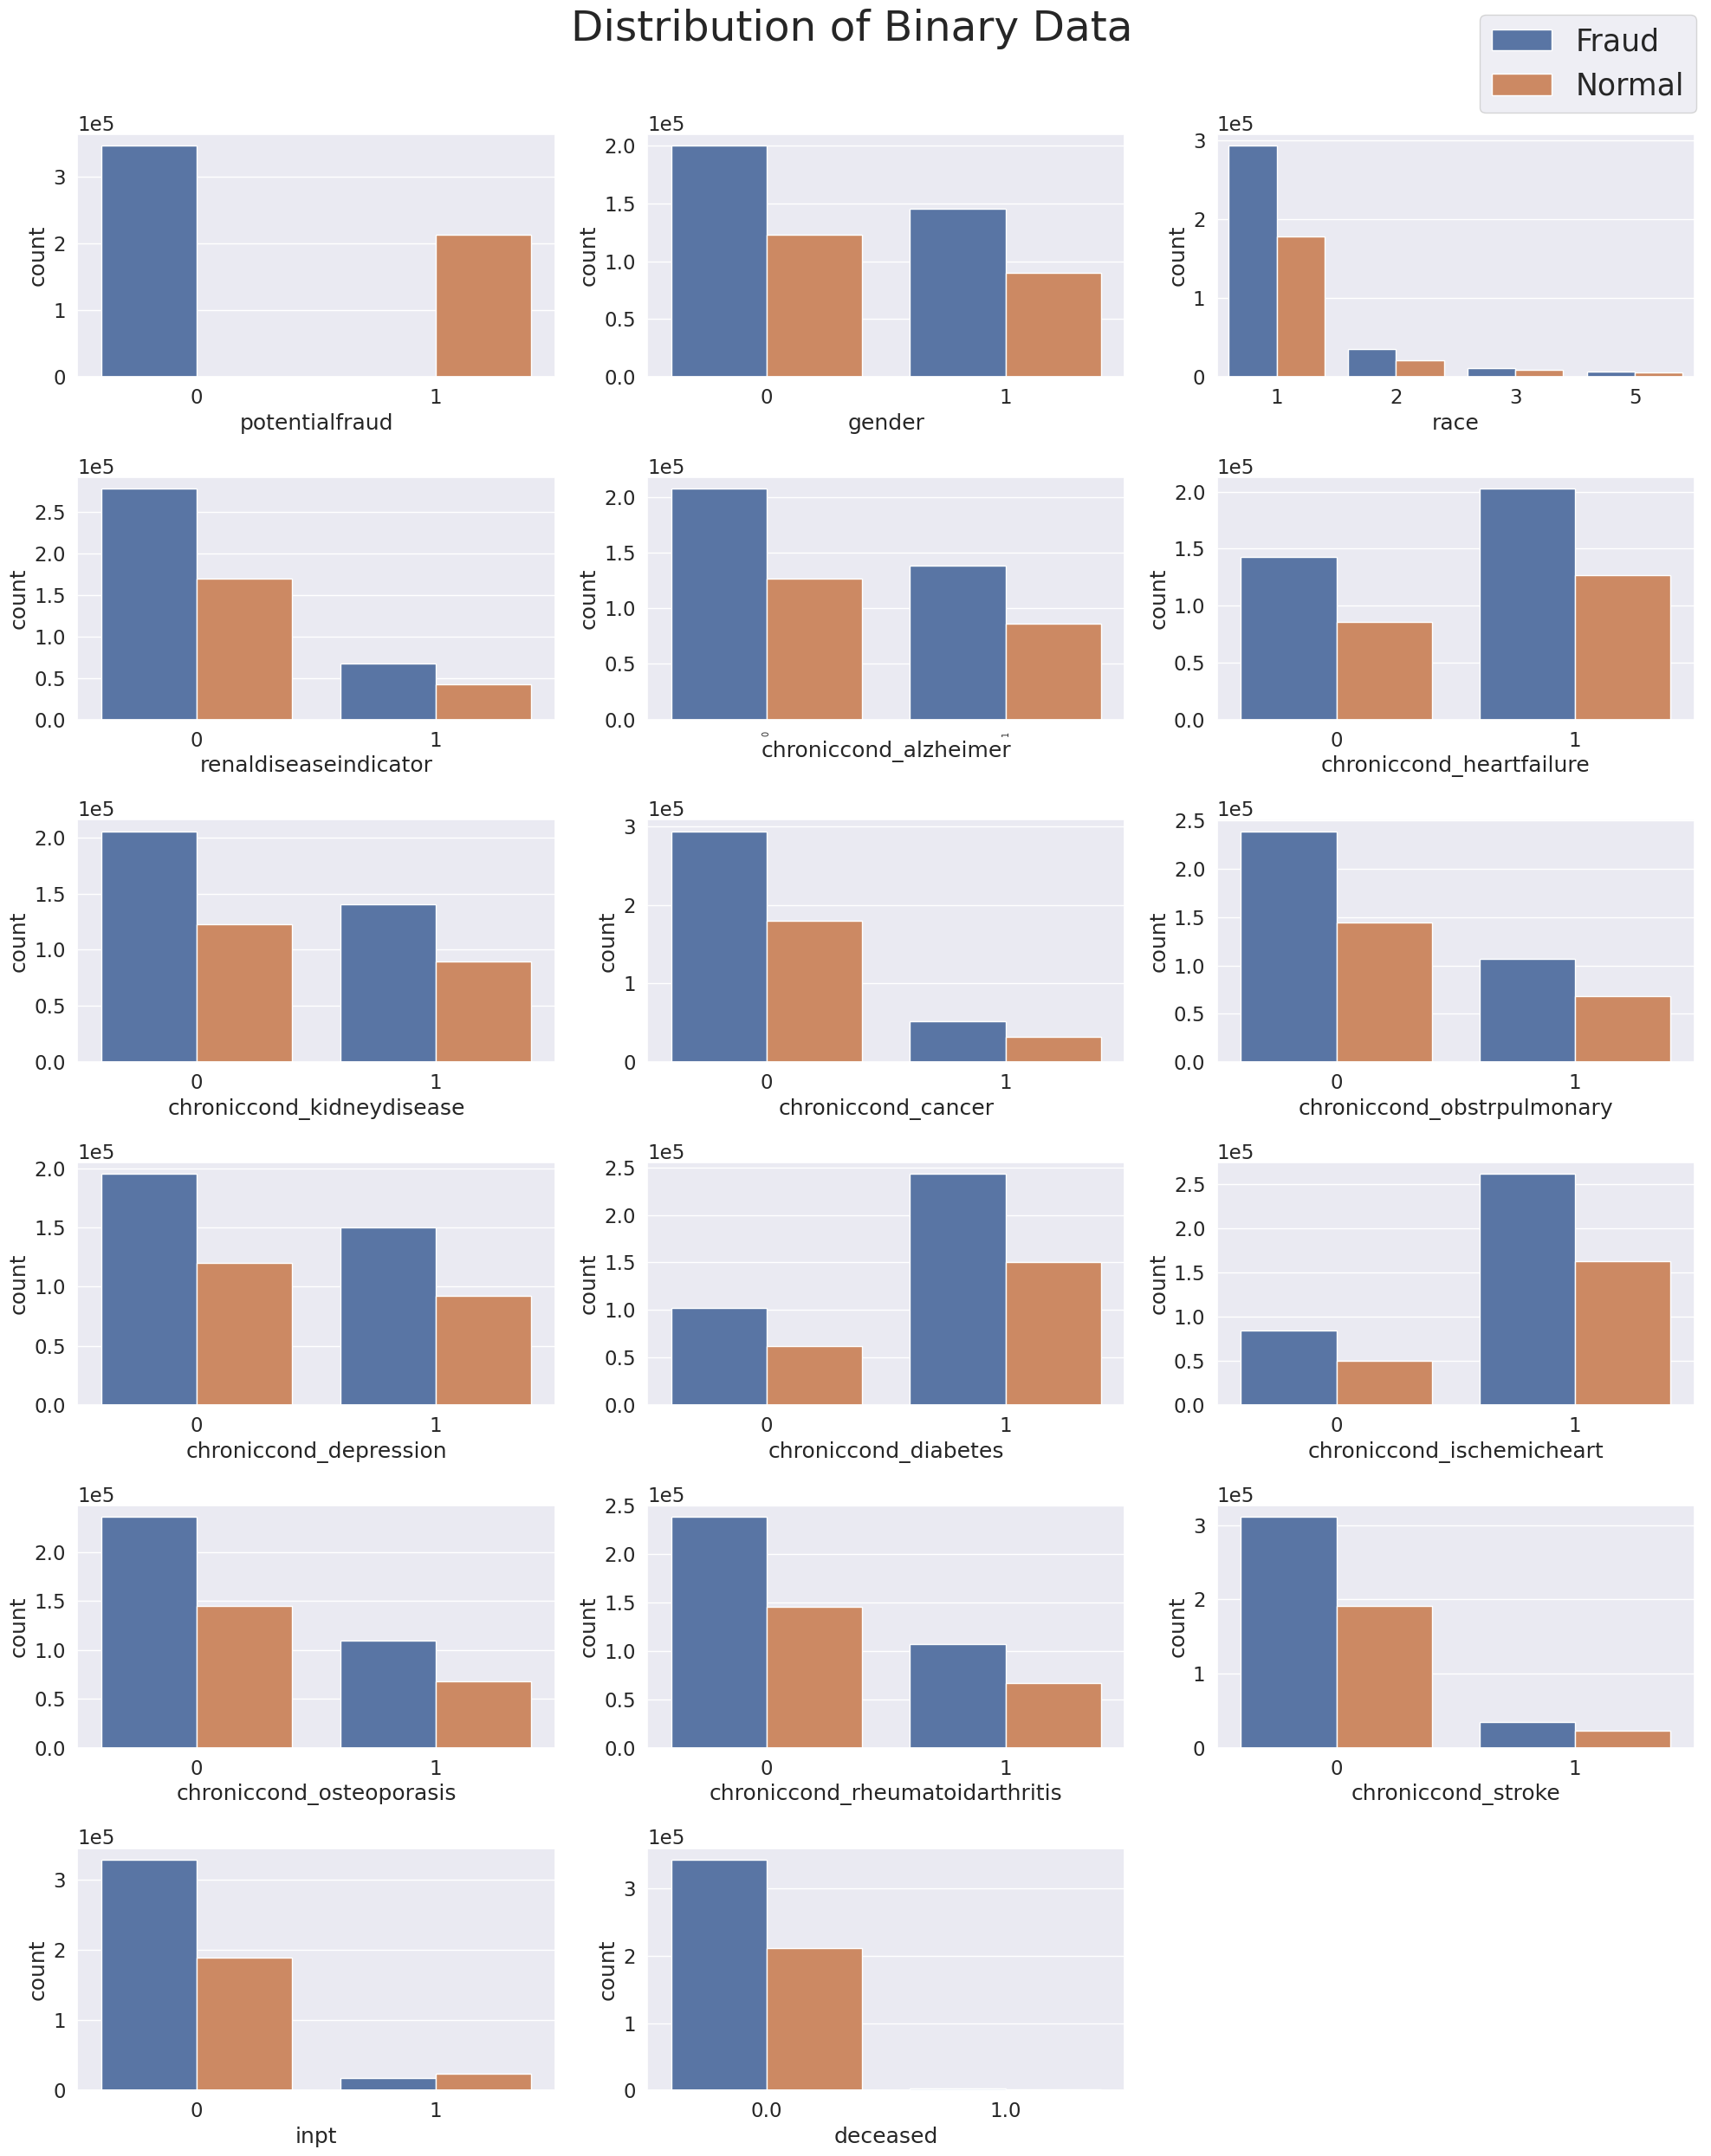 Distribution of Binary Data
Fraud
Normal
1e5
3
2
1
0
count
0 1
potentialfraud
1e5
2.0
1.5
1.0
0.5
0.0
count
0 1
gender
1e5
3
2
1
0
count
1 2 3 5
race
1e5
2.5
2.0
1.5
1.0
0.5
0.0
count
0 1
renaldiseaseindicator
1e5
2.0
1.5
1.0
0.5
0.0
count
0 1
chroniccond_alzheimer
1e5
2.0
1.5
1.0
0.5
0.0
count
0 1
chroniccond_heartfailure
1e5
2.0
1.5
1.0
0.5
0.0
count
0 1
chroniccond_kidneydisease
1e5
3
2
1
0
count
0 1
chroniccond_cancer
1e5
2.5
2.0
1.5
1.0
0.5
0.0
count
0 1
chroniccond_obstrpulmonary
1e5
2.0
1.5
1.0
0.5
0.0
count
0 1
chroniccond_depression
1e5
2.5
2.0
1.5
1.0
0.5
0.0
count
0 1
chroniccond_diabetes
1e5
2.5
2.0
1.5
1.0
0.5
0.0
count
0 1
chroniccond_ischemicheart
1e5
2.0
1.5
1.0
0.5
0.0
count
0 1
chroniccond_osteoporasis
1e5
2.5
2.0
1.5
1.0
0.5
0.0
count
0 1
chroniccond_rheumatoidarthritis
1e5
3
2
1
0
count
0 1
chroniccond_stroke
1e5
3
2
1
0
count
0 1
inpt
1e5
3
2
1
0
count
0.0 1.0
deceased